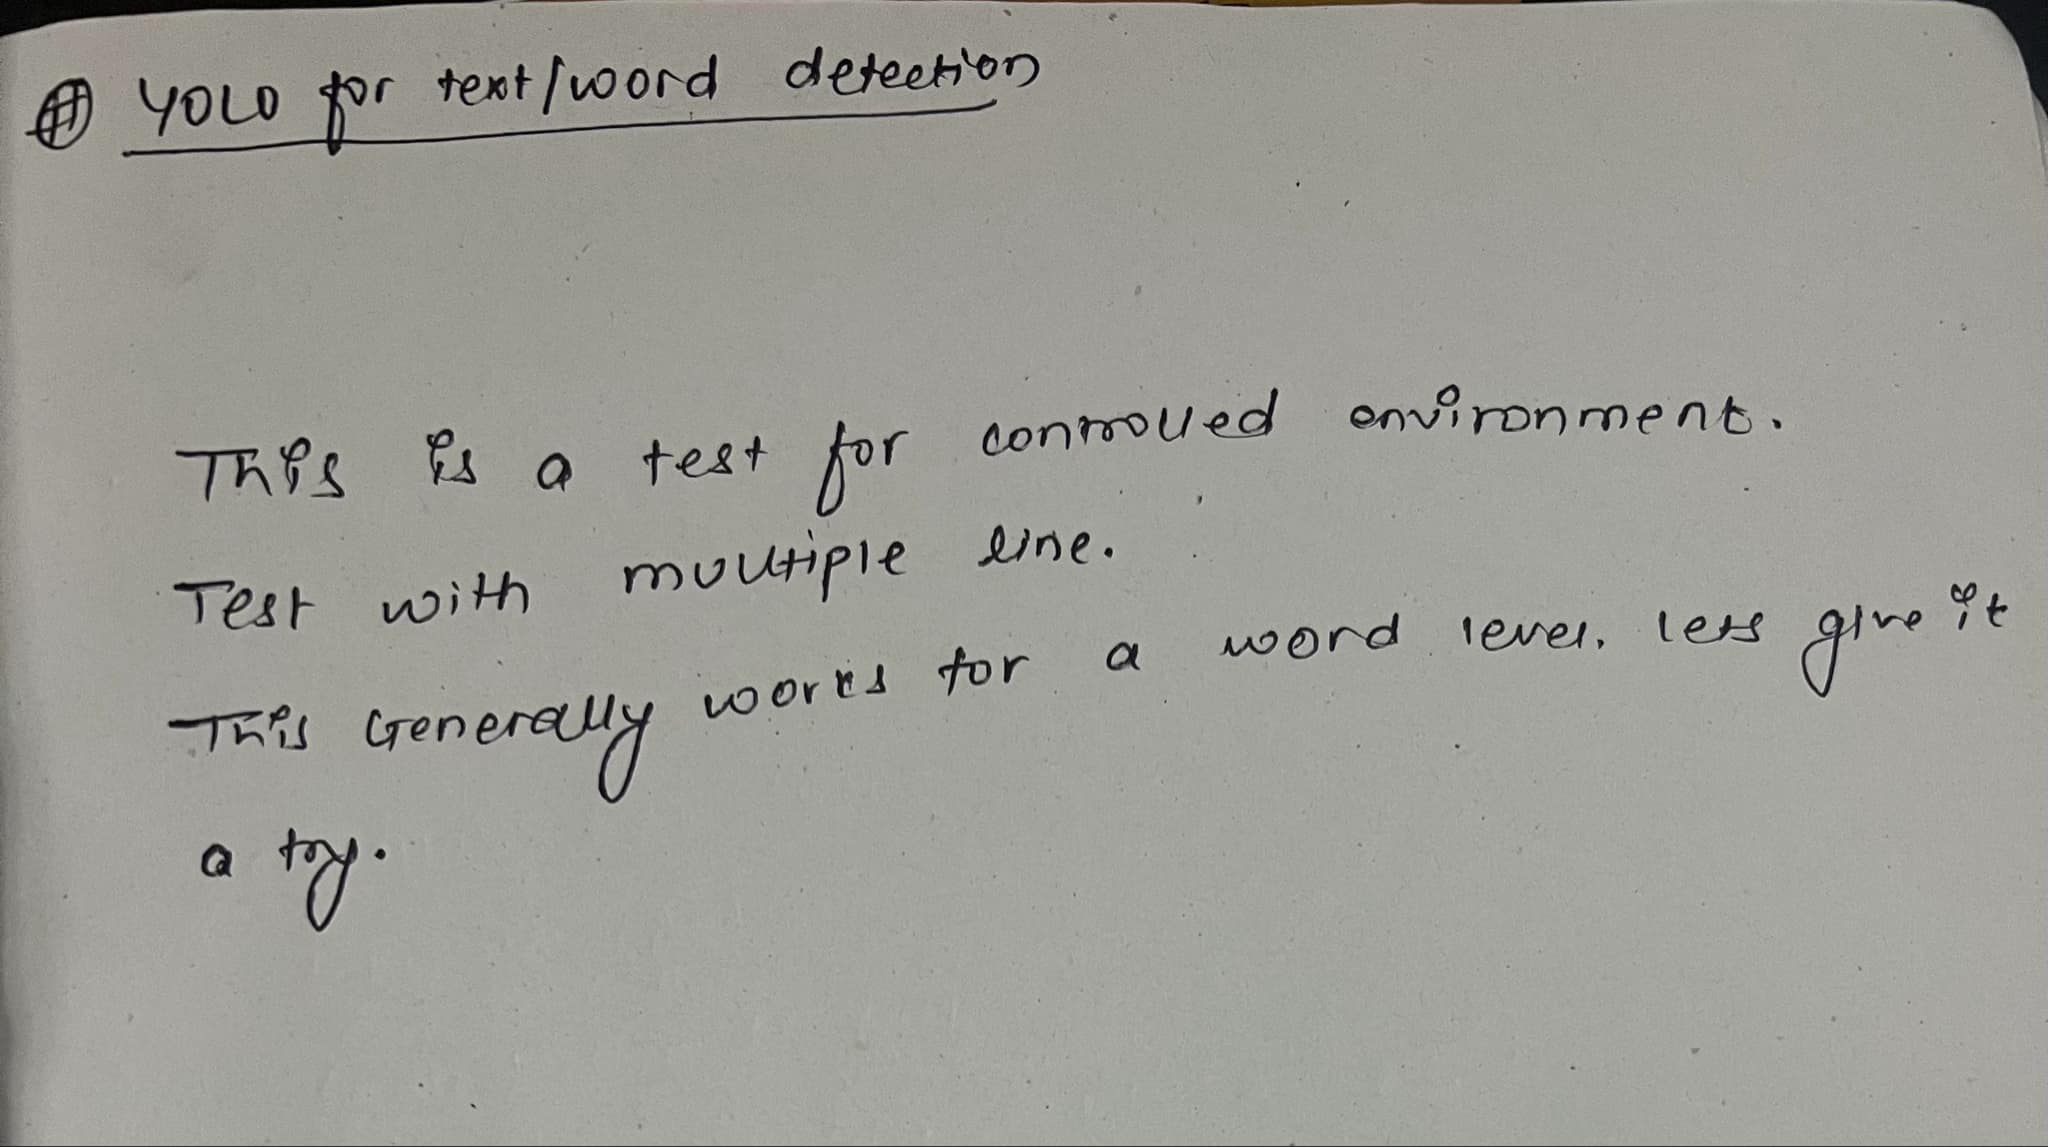 # YOLO for text/word detection
This is a test for controlled environment.
Test with muultiple line.
This Generally works for a word level. lets give it
a try.